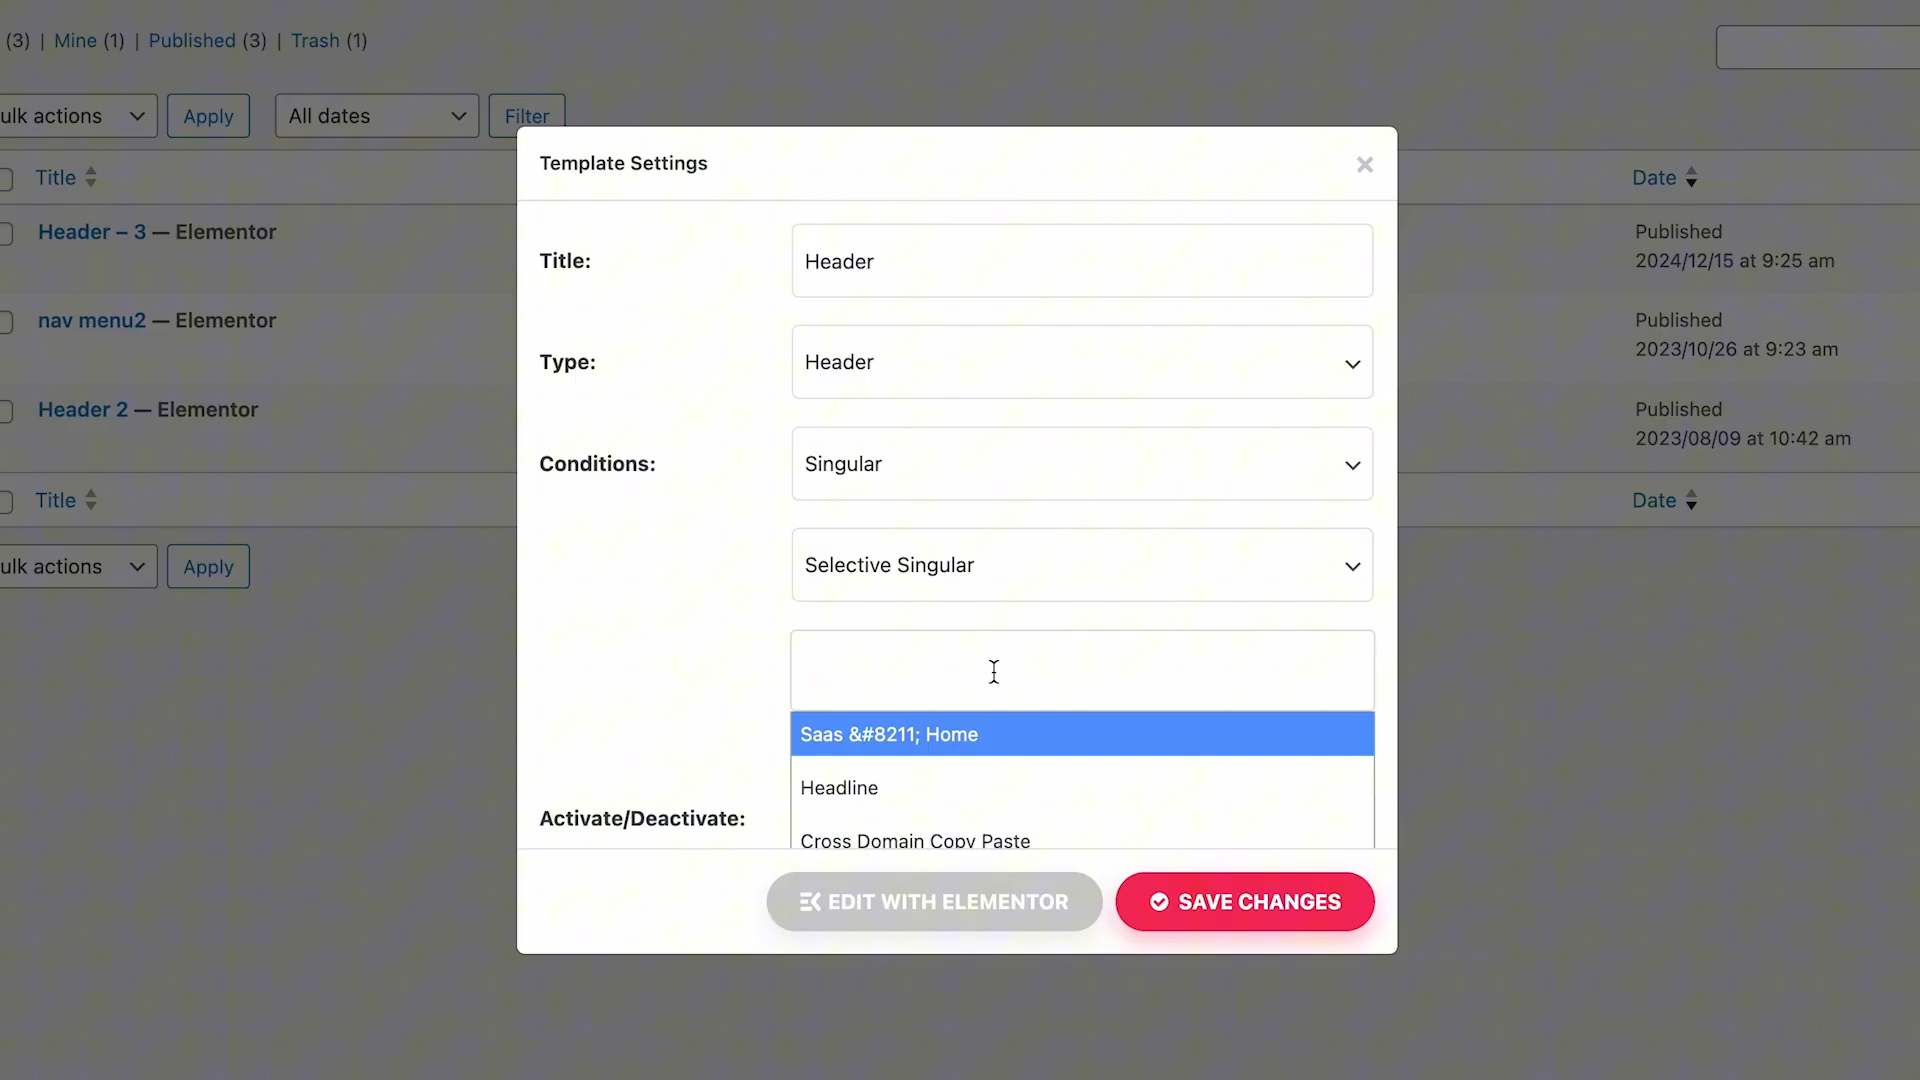 (3) | Mine (1) | Published (3) | Trash (1)
ulk actions Apply All dates Filter
Title Date
Header – 3 — Elementor
Published
2024/12/15 at 9:25 am
nav menu2 — Elementor
Published
2023/10/26 at 9:23 am
Header 2 — Elementor
Published
2023/08/09 at 10:42 am
Title Date
ulk actions Apply
Template Settings
Title: Header
Type: Header
Conditions: Singular
Selective Singular
Saas &#8211; Home
Headline
Cross Domain Copy Paste
Activate/Deactivate:
EDIT WITH ELEMENTOR
SAVE CHANGES